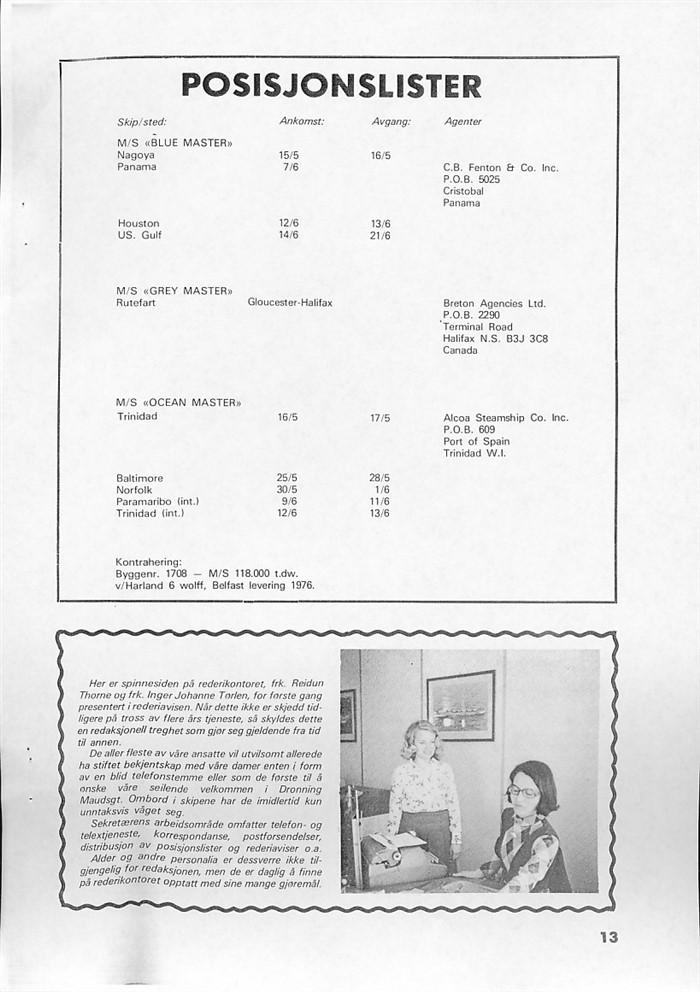 POSISJONSLISTER
Skip/sted: Ankomst: Avgang: Agenter
M/S «BLUE MASTER»
Nagoya 15/5 16/5
Panama 7/6 C.B. Fenton & Co. Inc.
P.O.B. 5025
Cristobal
Panama
Houston 12/6 13/6
US. Gulf 14/6 21/6
M/S «GREY MASTER»
Rutefart Gloucester-Halifax Breton Agencies Ltd.
P.O.B. 2290
Terminal Road
Halifax N.S. B3J 3C8
Canada
M/S «OCEAN MASTER»
Trinidad 16/5 17/5 Alcoa Steamship Co. Inc.
P.O.B. 609
Port of Spain
Trinidad W.I.
Baltimore 25/5 28/5
Norfolk 30/5 1/6
Paramaribo (int.) 9/6 11/6
Trinidad (int.) 12/6 13/6
Kontrahering:
Byggenr. 1708 — M/S 118.000 t.dw.
v/Harland 6 wolff, Belfast levering 1976.
Her er spinnesiden på rederikontoret, frk. Reidun
Thorne og frk. Inger Johanne Tørlen, for første gang
presentert i rederiavisen. Når dette ikke er skjedd tid-
ligere på tross av flere års tjeneste, så skyldes dette
en redaksjonell treghet som gjør seg gjeldende fra tid
til annen.
De aller fleste av våre ansatte vil utvilsomt allerede
ha stiftet bekjentskap med våre damer enten i form
av en blid telefonstemme eller som de første til å
ønske våre seilende velkommen i Dronning
Maudsgt. Ombord i skipene har de imidlertid kun
unntaksvis våget seg.
Sekretærens arbeidsområde omfatter telefon- og
telextjeneste, korrespondanse, postforsendelser,
distribusjon av posisjonslister og rederiaviser o.a.
Alder og andre personalia er dessverre ikke til-
gjengelig for redaksjonen, men de er daglig å finne
på rederikontoret opptatt med sine mange gjøremål.
13